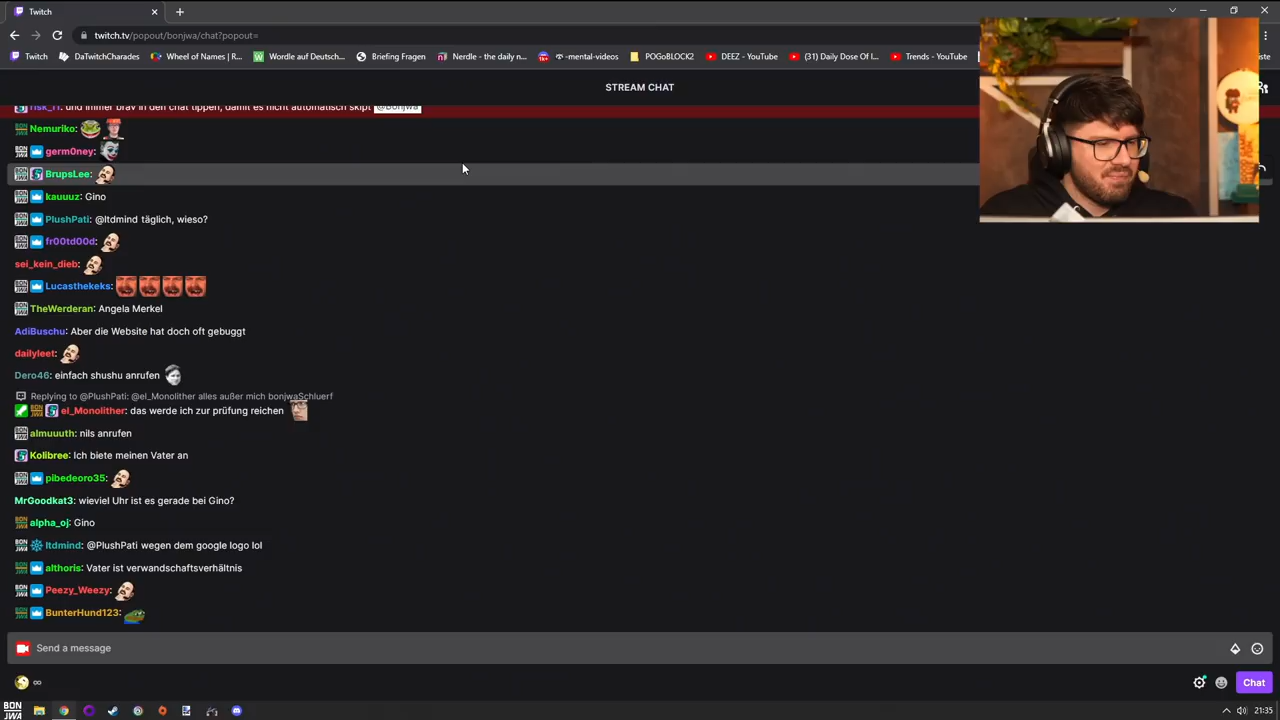 Twitch
twitch.tv/popout/bonjwa/chat?popout=
Twitch DaTwitchCharades Wheel of Names | R... Wordle auf Deutsch... Briefing Fragen Nerdle - the daily n... -mental-videos POGoBLOCK2 DEEZ - YouTube (31) Daily Dose Of I... Trends - YouTube
STREAM CHAT
risk_rr: und immer brav in den chat tippen, damit es nicht automatisch skipt @bonjwa
Nemuriko:
germ0ney:
BrupsLee:
kauuuz: Gino
PlushPati: @ltdmind täglich, wieso?
fr00td00d:
sei_kein_dieb:
Lucasthekeks:
TheWerderan: Angela Merkel
AdiBuschu: Aber die Website hat doch oft gebuggt
dailyleet:
Dero46: einfach shushu anrufen
Replying to @PlushPati: @el_Monolither alles außer mich bonjwaSchluerf
el_Monolither: das werde ich zur prüfung reichen
almuuuth: nils anrufen
Kolibree: Ich biete meinen Vater an
pibedeoro35:
MrGoodkat3: wieviel Uhr ist es gerade bei Gino?
alpha_oj: Gino
ltdmind: @PlushPati wegen dem google logo lol
althoris: Vater ist verwandschaftsverhältnis
Peezy_Weezy:
BunterHund123:
Send a message
∞
Chat
BON
JWA
21:35